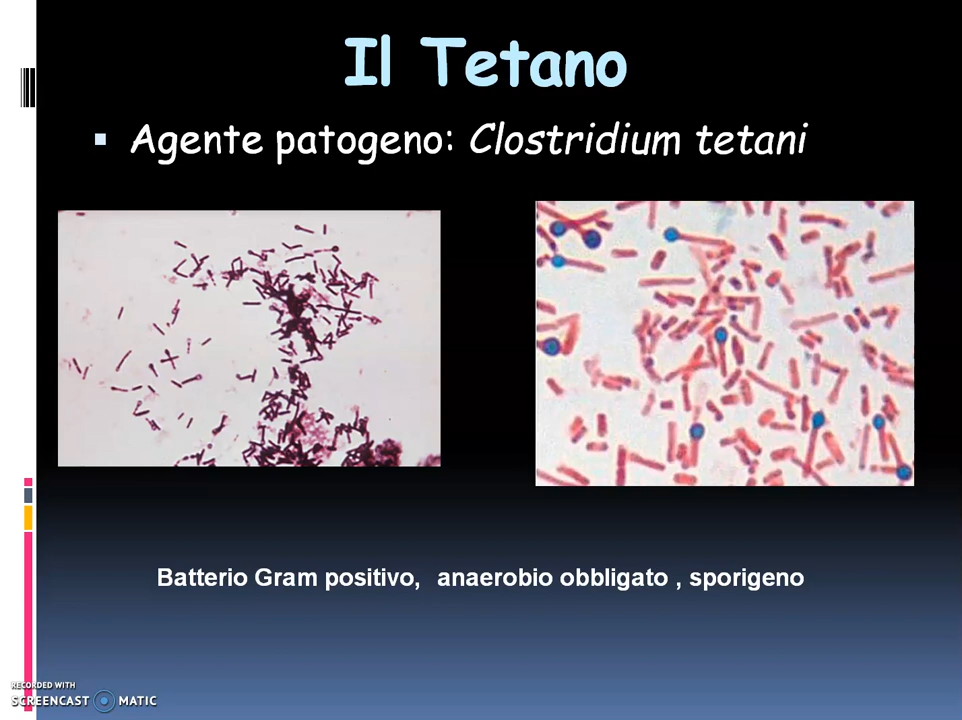 Il Tetano
Agente patogeno: Clostridium tetani
Batterio Gram positivo, anaerobio obbligato , sporigeno
RECORDED WITH
SCREENCAST MATIC